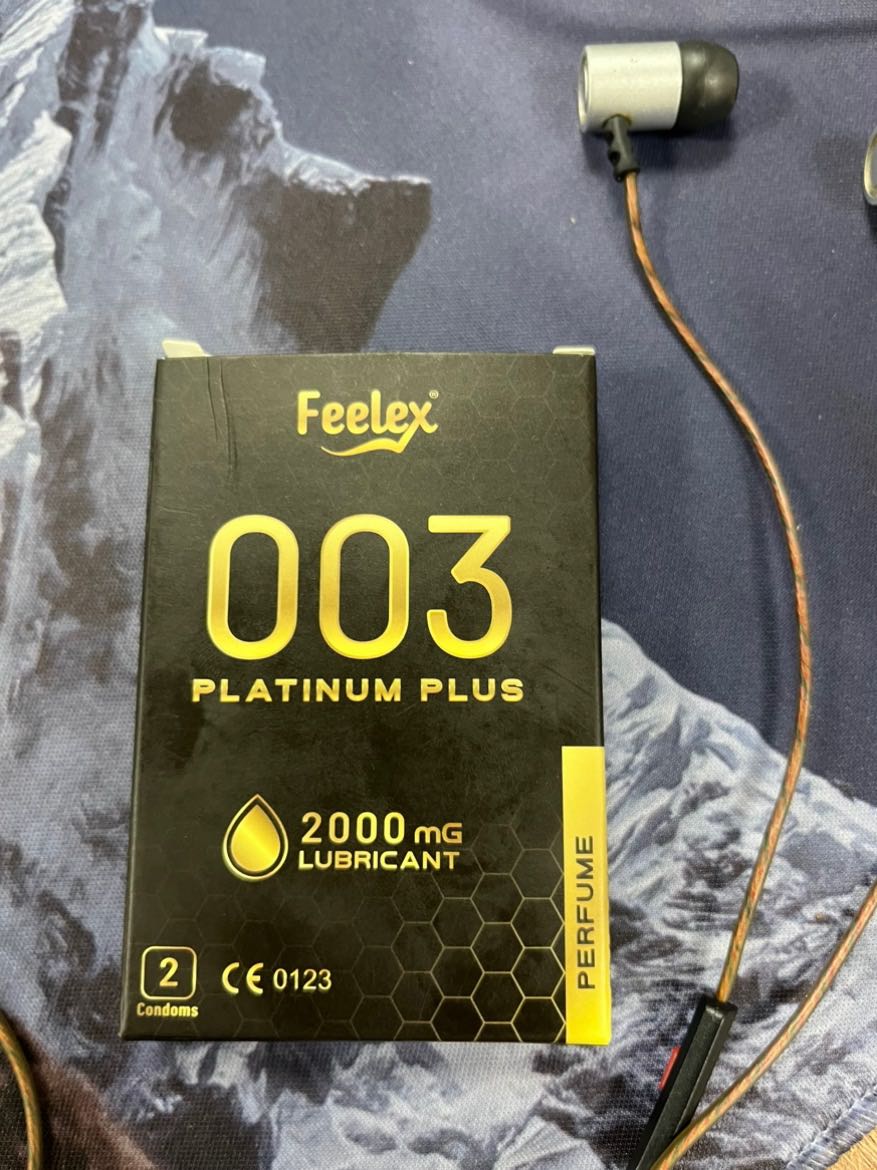 Feelex®
003
PLATINUM PLUS
2000 mG
LUBRICANT
PERFUME
2
Condoms
CE 0123